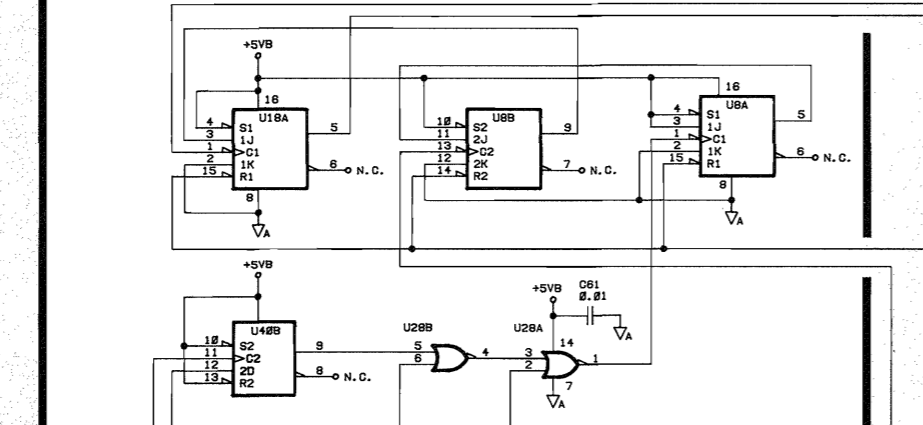 +5VB
16
U18A
4 S1
3 1J
1 C1
2 1K
15 R1
5
6 N.C.
8
A
U8B
10 S2
11 2J
13 C2
12 2K
14 R2
9
7 N.C.
16
U8A
4 S1
3 1J
1 C1
2 1K
15 R1
5
6 N.C.
8
A
+5VB
U40B
10 S2
11 C2
12 2D
13 R2
9
8 N.C.
U28B
5
6
4
+5VB
C61
0.01
A
U28A
14
3
2
1
7
A